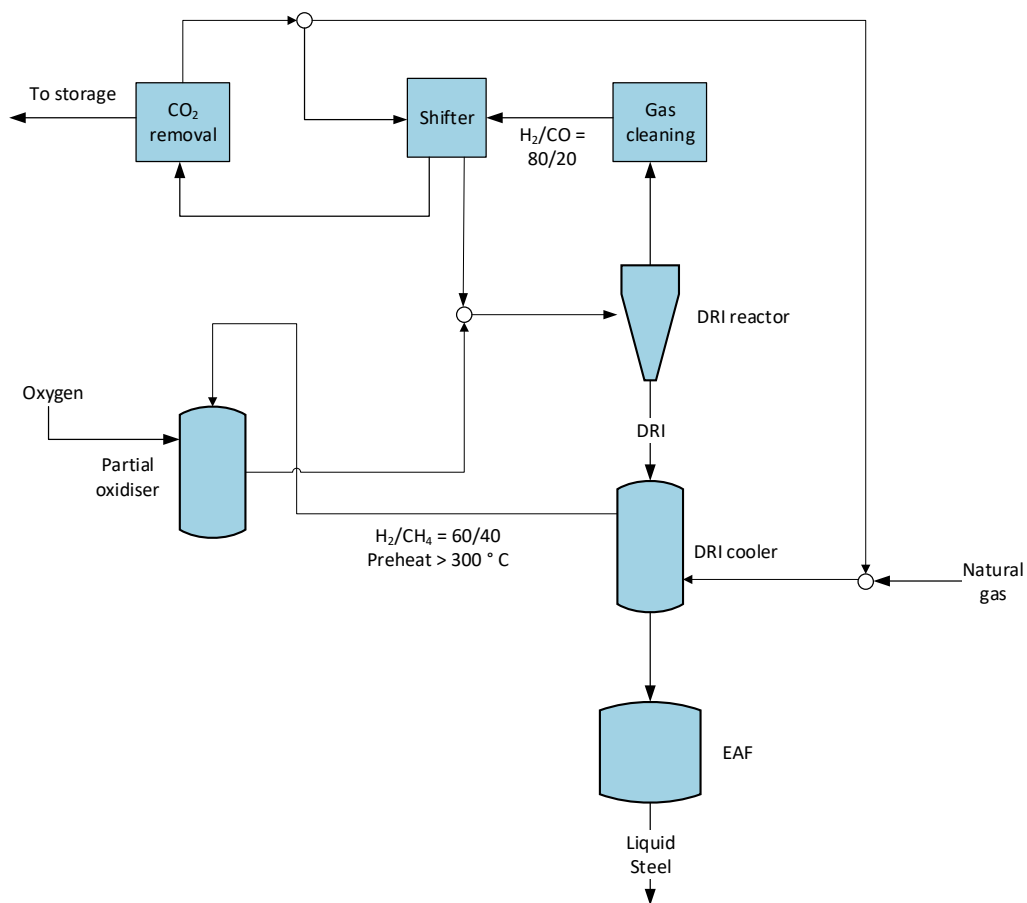 To storage
CO₂
removal
Shifter
H₂/CO =
80/20
Gas
cleaning
DRI reactor
Oxygen
Partial
oxidiser
DRI
H₂/CH₄ = 60/40
Preheat > 300 ° C
DRI cooler
Natural
gas
EAF
Liquid
Steel